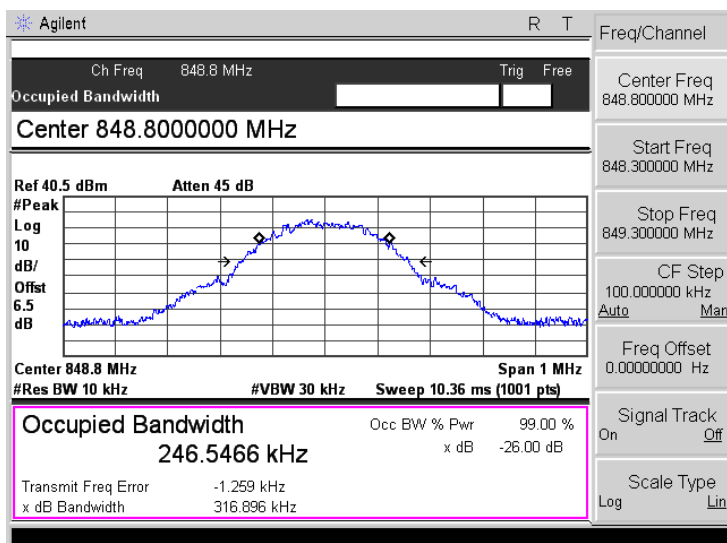 Agilent R T
Ch Freq 848.8 MHz Trig Free
Occupied Bandwidth
Center 848.8000000 MHz
Ref 40.5 dBm Atten 45 dB
#Peak
Log
10
dB/
Offst
6.5
dB
Center 848.8 MHz Span 1 MHz
#Res BW 10 kHz #VBW 30 kHz Sweep 10.36 ms (1001 pts)
Occupied Bandwidth Occ BW % Pwr 99.00 %
246.5466 kHz x dB -26.00 dB
Transmit Freq Error -1.259 kHz
x dB Bandwidth 316.896 kHz
Freq/Channel
Center Freq
848.800000 MHz
Start Freq
848.300000 MHz
Stop Freq
849.300000 MHz
CF Step
100.000000 kHz
Auto Man
Freq Offset
0.00000000 Hz
Signal Track
On Off
Scale Type
Log Lin